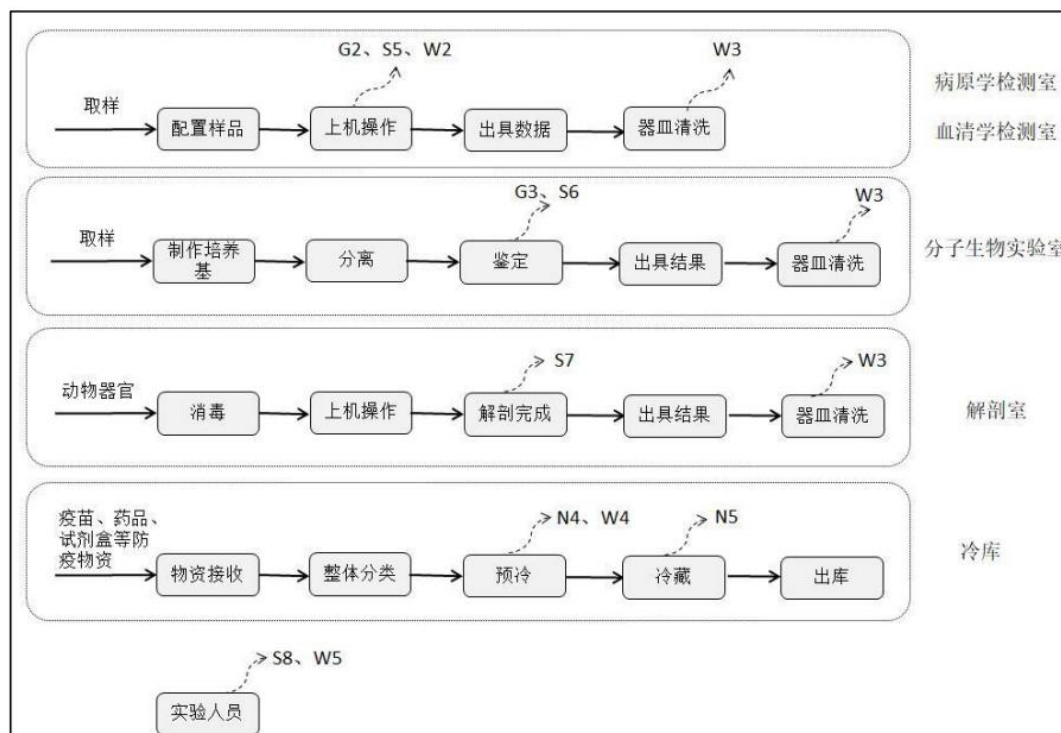 G2、S5、W2
W3
取样
配置样品
上机操作
出具数据
器皿清洗
病原学检测室
血清学检测室
G3、S6
W3
取样
制作培养
基
分离
鉴定
出具结果
器皿清洗
分子生物实验室
S7
W3
动物器官
消毒
上机操作
解剖完成
出具结果
器皿清洗
解剖室
疫苗、药品、
试剂盒等防
疫物资
N4、W4
N5
物资接收
整体分类
预冷
冷藏
出库
冷库
S8、W5
实验人员